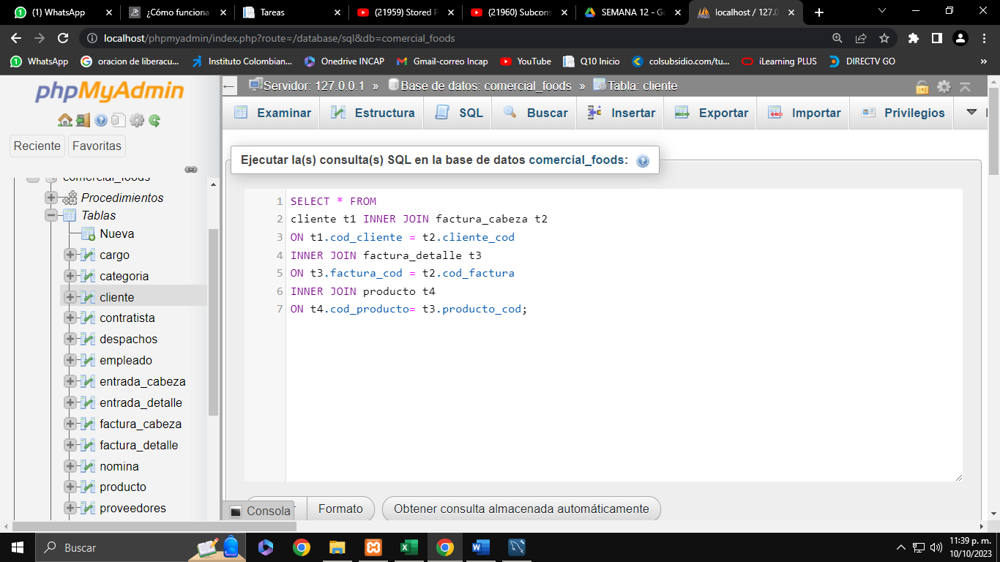 (1) WhatsApp
¿Cómo funciona
Tareas
(21959) Stored P
(21960) Subcons
SEMANA 12 - Go
localhost / 127.0
localhost/phpmyadmin/index.php?route=/database/sql&db=comercial_foods
WhatsApp
oracion de liberacu...
Instituto Colombian...
Onedrive INCAP
Gmail-correo Incap
YouTube
Q10 Inicio
colsubsidio.com/tu...
iLearning PLUS
DIRECTV GO
»
phpMyAdmin
Reciente
Favoritas
comercial_foods
Procedimientos
Tablas
Nueva
cargo
categoria
cliente
contratista
despachos
empleado
entrada_cabeza
entrada_detalle
factura_cabeza
factura_detalle
nomina
producto
proveedores
Servidor: 127.0.0.1 » Base de datos: comercial_foods » Tabla: cliente
Examinar
Estructura
SQL
Buscar
Insertar
Exportar
Importar
Privilegios
Ejecutar la(s) consulta(s) SQL en la base de datos comercial_foods:
1 SELECT * FROM
2 cliente t1 INNER JOIN factura_cabeza t2
3 ON t1.cod_cliente = t2.cliente_cod
4 INNER JOIN factura_detalle t3
5 ON t3.factura_cod = t2.cod_factura
6 INNER JOIN producto t4
7 ON t4.cod_producto= t3.producto_cod;
Consola
Formato
Obtener consulta almacenada automáticamente
Buscar
11:39 p. m.
10/10/2023